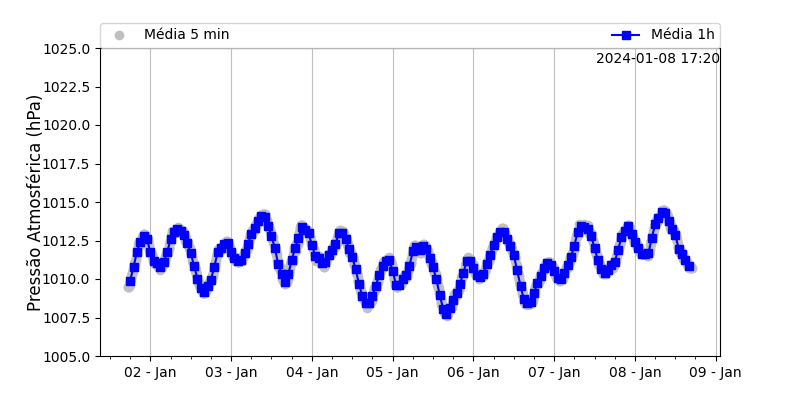 Média 5 min
Média 1h
2024-01-08 17:20
Pressão Atmosférica (hPa)
1025.0
1022.5
1020.0
1017.5
1015.0
1012.5
1010.0
1007.5
1005.0
02 - Jan 03 - Jan 04 - Jan 05 - Jan 06 - Jan 07 - Jan 08 - Jan 09 - Jan